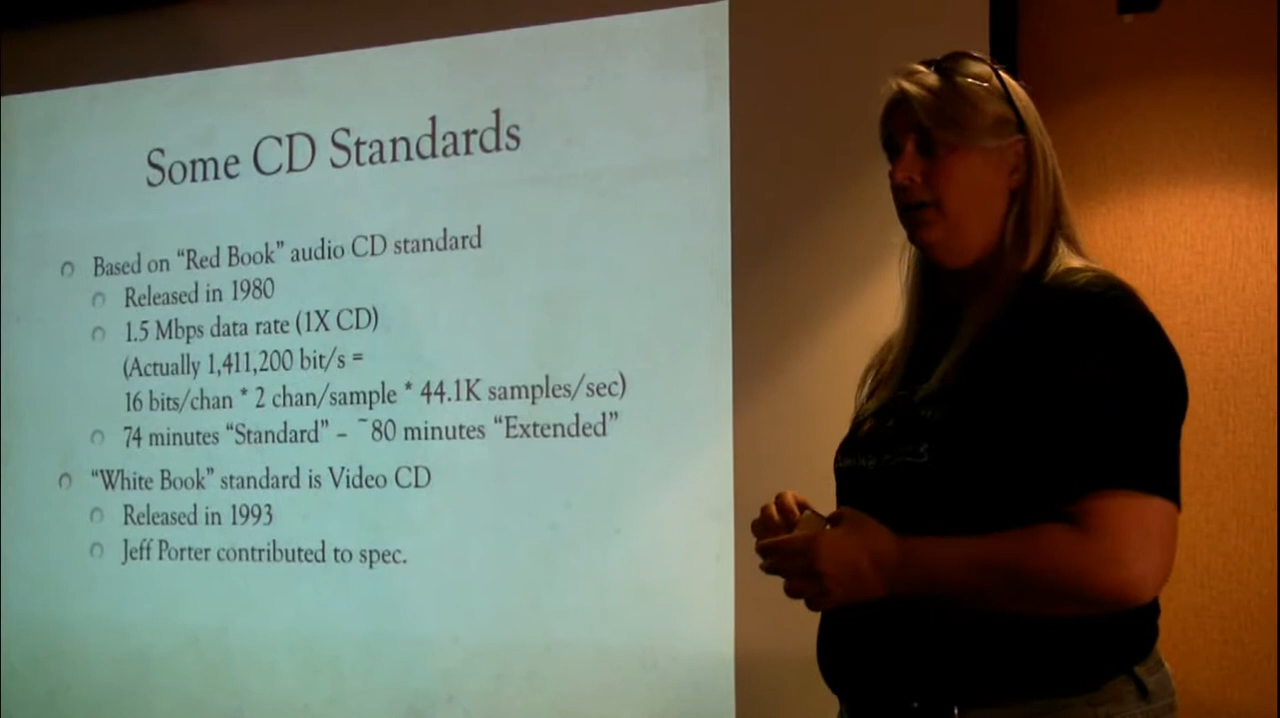 Some CD Standards
Based on “Red Book” audio CD standard
Released in 1980
1.5 Mbps data rate (1X CD)
(Actually 1,411,200 bit/s =
16 bits/chan * 2 chan/sample * 44.1K samples/sec)
74 minutes “Standard” – ~80 minutes “Extended”
“White Book” standard is Video CD
Released in 1993
Jeff Porter contributed to spec.